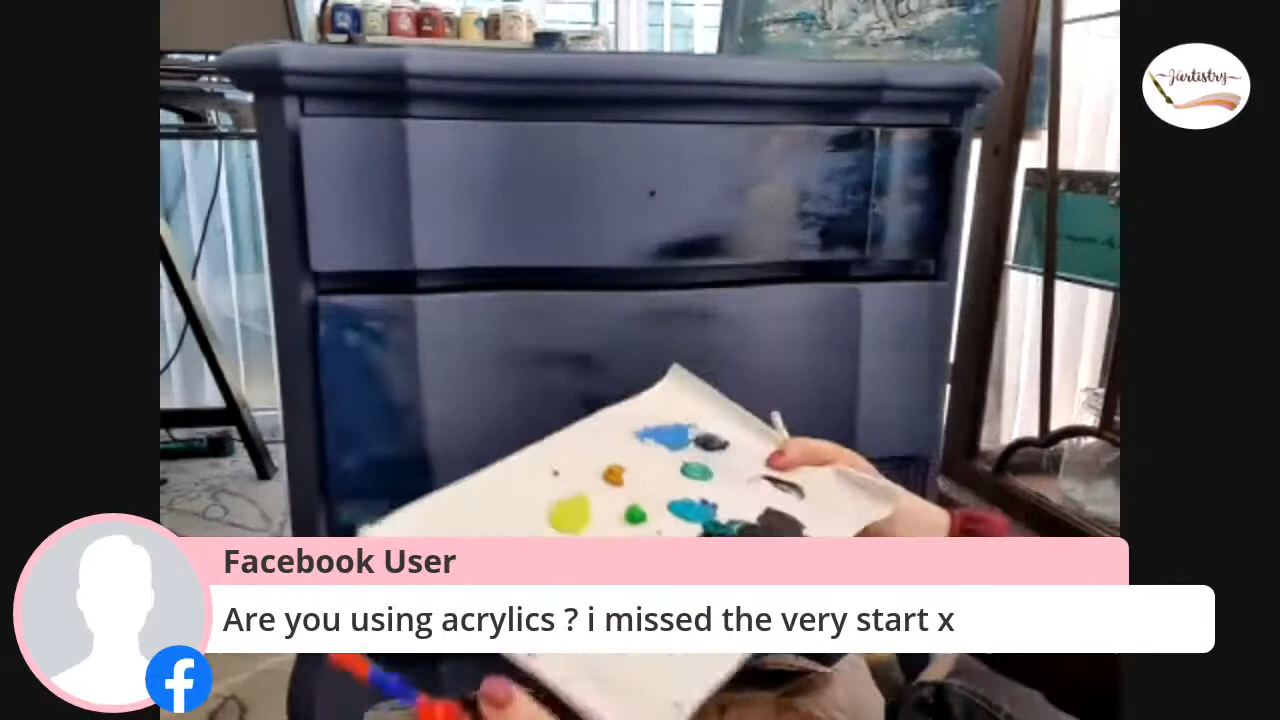 Jartistry
Facebook User
Are you using acrylics ? i missed the very start x